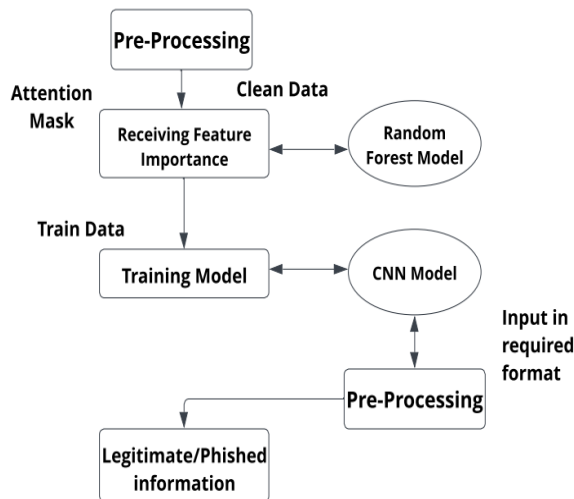 Pre-Processing
Clean Data
Attention
Mask
Receiving Feature
Importance
Random
Forest Model
Train Data
Training Model
CNN Model
Input in
required
format
Pre-Processing
Legitimate/Phished
information